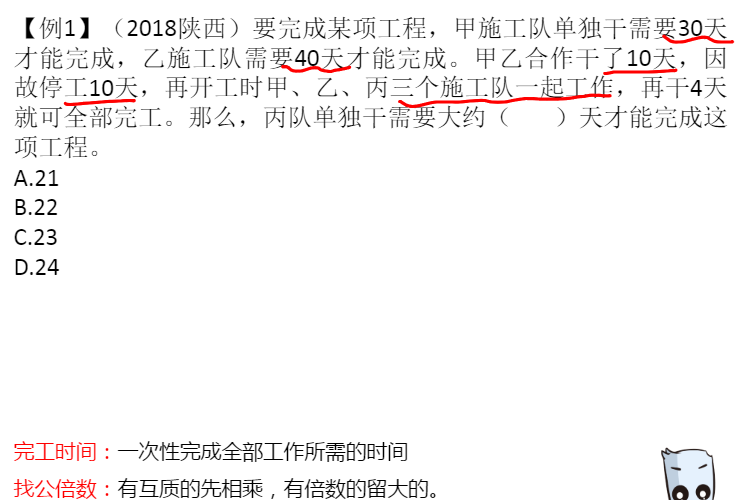 【例1】（2018陕西）要完成某项工程，甲施工队单独干需要30天
才能完成，乙施工队需要40天才能完成。甲乙合作干了10天，因
故停工10天，再开工时甲、乙、丙三个施工队一起工作，再干4天
就可全部完工。那么，丙队单独干需要大约（　　）天才能完成这
项工程。
A.21
B.22
C.23
D.24
完工时间：一次性完成全部工作所需的时间
找公倍数：有互质的先相乘，有倍数的留大的。